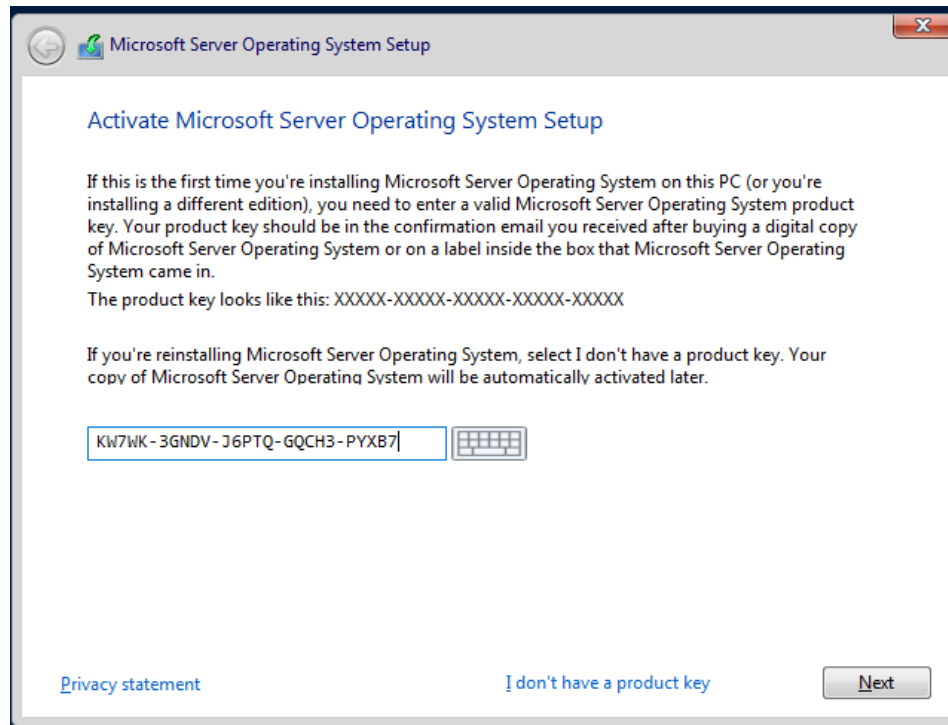 Microsoft Server Operating System Setup
Activate Microsoft Server Operating System Setup
If this is the first time you're installing Microsoft Server Operating System on this PC (or you're
installing a different edition), you need to enter a valid Microsoft Server Operating System product
key. Your product key should be in the confirmation email you received after buying a digital copy
of Microsoft Server Operating System or on a label inside the box that Microsoft Server Operating
System came in.
The product key looks like this: XXXXX-XXXXX-XXXXX-XXXXX-XXXXX
If you're reinstalling Microsoft Server Operating System, select I don't have a product key. Your
copy of Microsoft Server Operating System will be automatically activated later.
KW7WK-3GNDV-J6PTQ-GQCH3-PYXB7
Privacy statement
I don't have a product key
Next